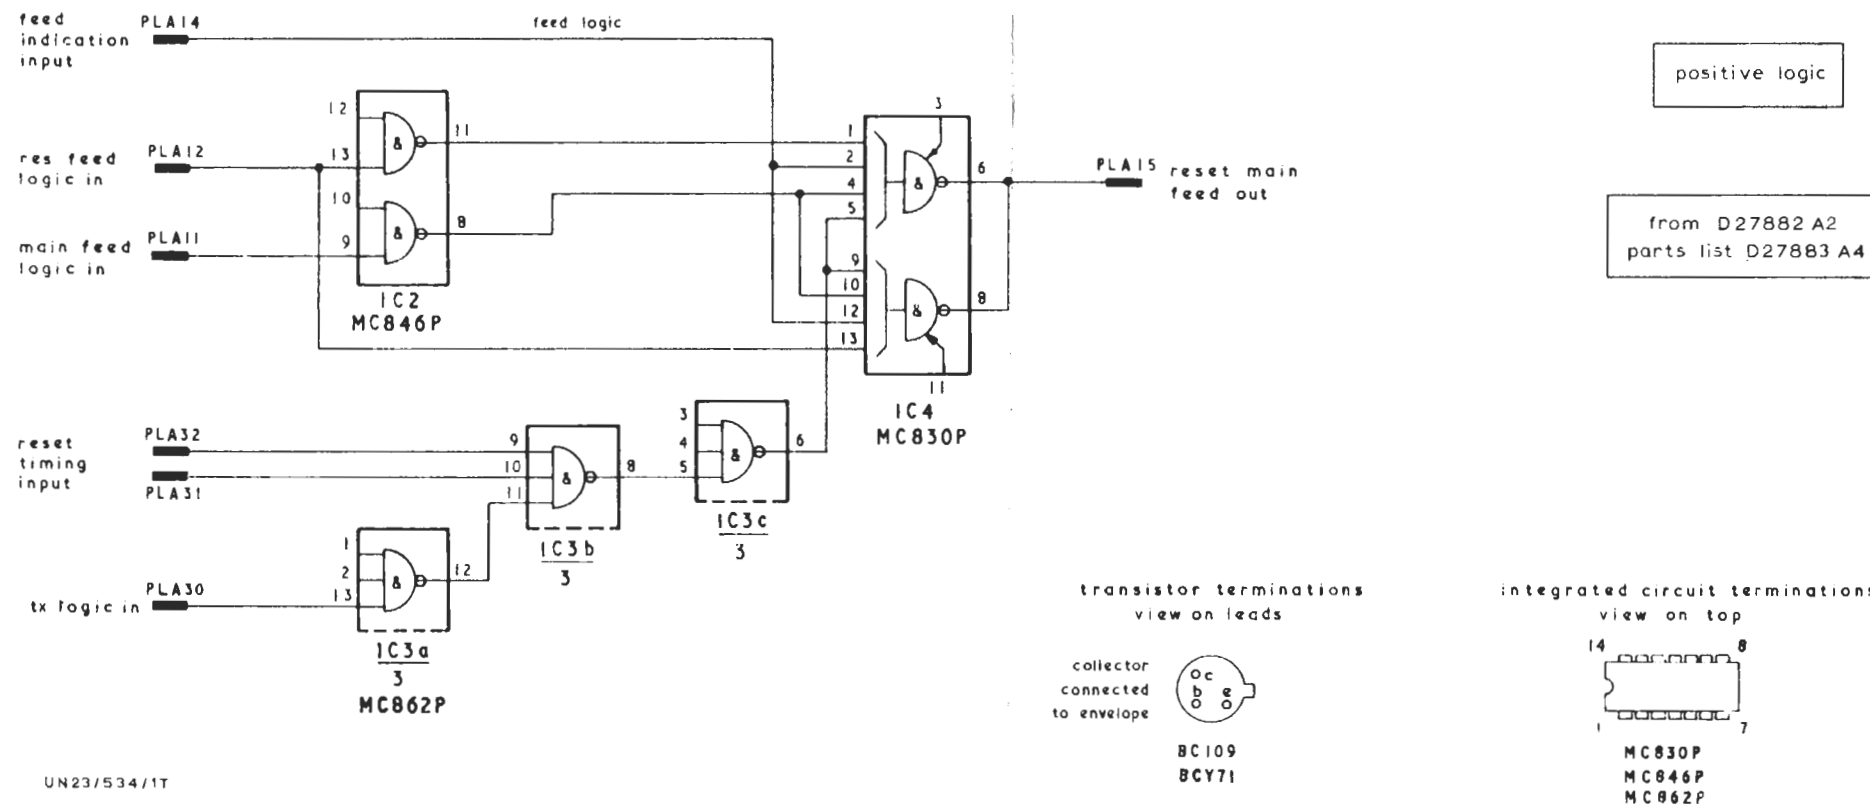 feed
indication
input
PLA14
feed logic
positive logic
12
13
11
10
9
8
&
&
IC2
MC846P
res feed
logic in
PLA12
main feed
logic in
PLA11
3
1
2
4
5
9
10
12
13
&
&
6
8
11
IC4
MC830P
PLA15
reset main
feed out
from D27882 A2
parts list D27883 A4
reset
timing
input
PLA32
PLA31
9
10
11
&
8
IC3b
3
3
4
5
&
6
IC3c
3
tx logic in
PLA30
1
2
13
&
12
IC3a
3
MC862P
transistor terminations
view on leads
collector
connected
to envelope
c
b e
BC109
BCY71
integrated circuit terminations
view on top
14 8
1 7
MC830P
MC846P
MC862P
UN23/534/1T